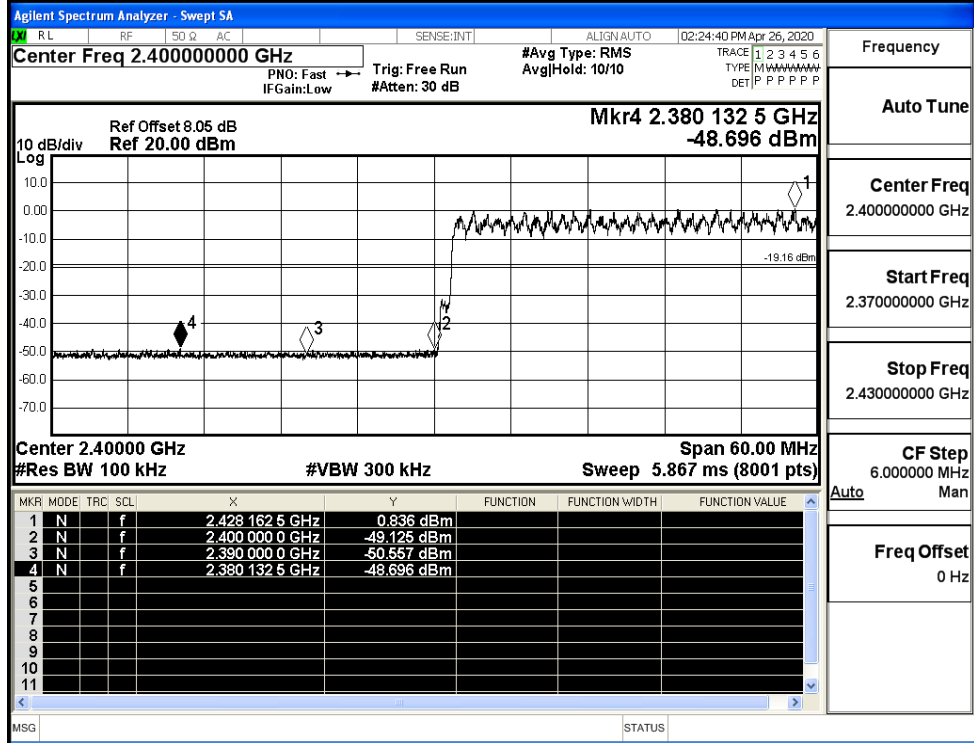 Agilent Spectrum Analyzer - Swept SA
LXI RL RF 50 Ω AC SENSE:INT ALIGN AUTO 02:24:40 PM Apr 26, 2020
Center Freq 2.400000000 GHz
PNO: Fast
IFGain:Low
Trig: Free Run
#Atten: 30 dB
#Avg Type: RMS
Avg|Hold: 10/10
TRACE 1 2 3 4 5 6
TYPE M W W W W W
DET P P P P P P
Mkr4 2.380 132 5 GHz
-48.696 dBm
Ref Offset 8.05 dB
10 dB/div Ref 20.00 dBm
Log
10.0
0.00
-10.0
-20.0
-30.0
-40.0
-50.0
-60.0
-70.0
1
-19.16 dBm
4
3
2
Center 2.40000 GHz Span 60.00 MHz
#Res BW 100 kHz #VBW 300 kHz Sweep 5.867 ms (8001 pts)
MKR MODE TRC SCL X Y FUNCTION FUNCTION WIDTH FUNCTION VALUE
1 N f 2.428 162 5 GHz 0.836 dBm
2 N f 2.400 000 0 GHz -49.125 dBm
3 N f 2.390 000 0 GHz -50.557 dBm
4 N f 2.380 132 5 GHz -48.696 dBm
5
6
7
8
9
10
11
MSG STATUS
Frequency
Auto Tune
Center Freq
2.400000000 GHz
Start Freq
2.370000000 GHz
Stop Freq
2.430000000 GHz
CF Step
6.000000 MHz
Auto Man
Freq Offset
0 Hz